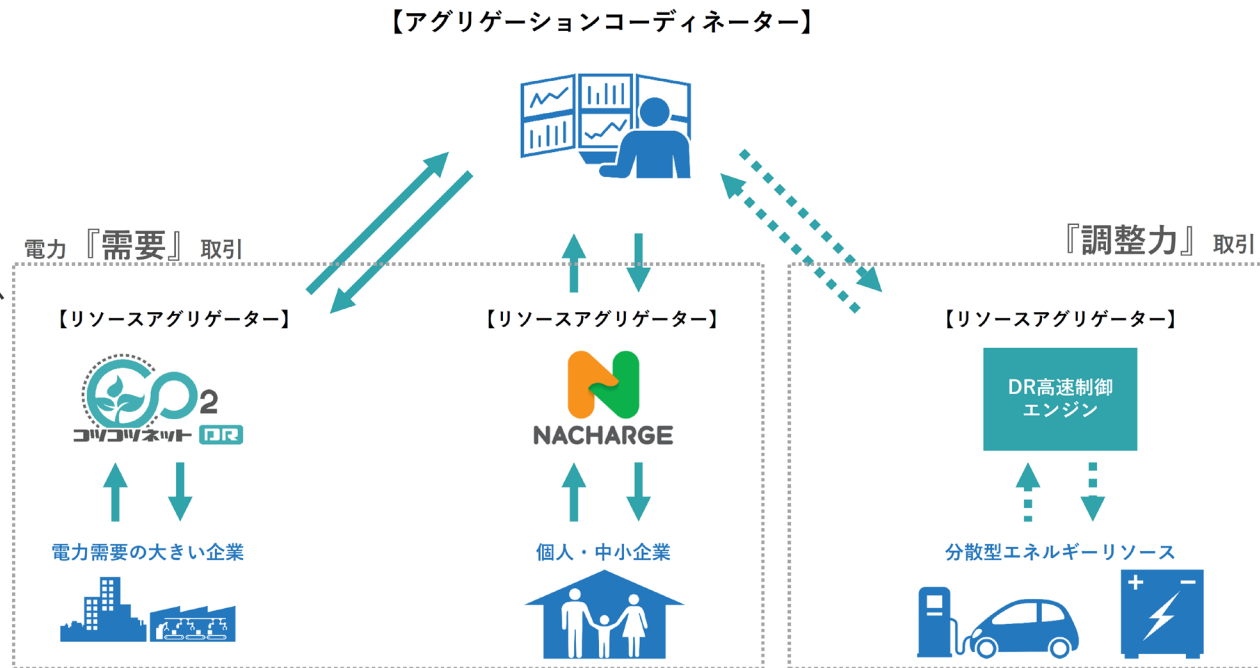 【アグリゲーションコーディネーター】
電力『需要』取引
『調整力』取引
【リソースアグリゲーター】
【リソースアグリゲーター】
【リソースアグリゲーター】
2
コツコツネット DR
NACHARGE
DR高速制御
エンジン
電力需要の大きい企業
個人・中小企業
分散型エネルギーリソース
+ −